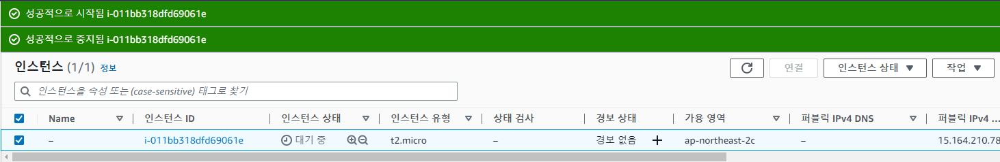 성공적으로 시작됨 i-011bb318dfd69061e
성공적으로 중지됨 i-011bb318dfd69061e
인스턴스 (1/1) 정보 연결 인스턴스 상태 작업
인스턴스을 속성 또는 (case-sensitive) 태그로 찾기
Name 인스턴스 ID 인스턴스 상태 인스턴스 유형 상태 검사 경보 상태 가용 영역 퍼블릭 IPv4 DNS 퍼블릭 IPv4 ...
– i-011bb318dfd69061e 대기 중 t2.micro – 경보 없음 + ap-northeast-2c – 15.164.210.78